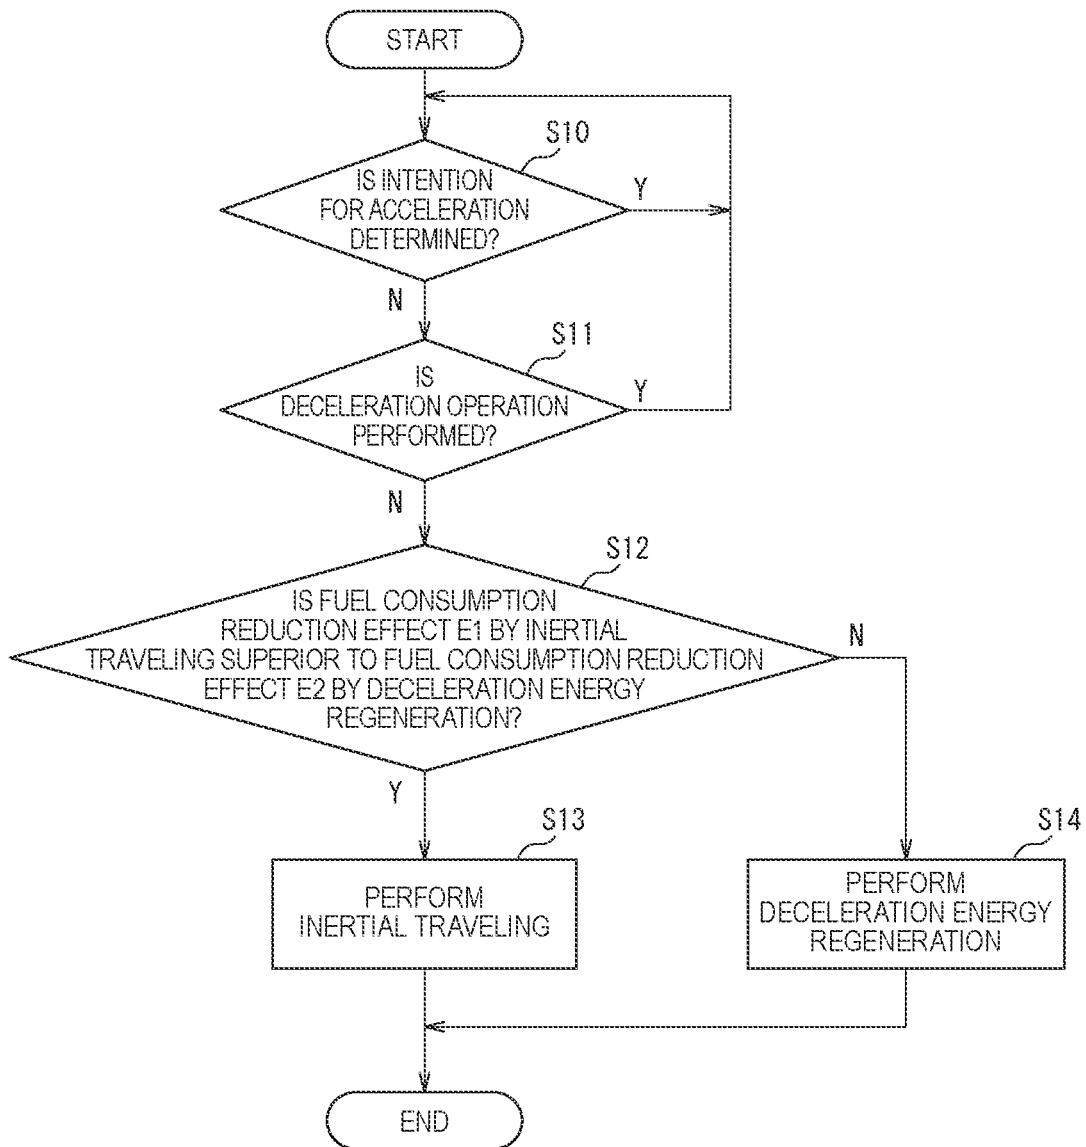 START
S10
IS INTENTION
FOR ACCELERATION
DETERMINED?
Y
N
S11
IS
DECELERATION OPERATION
PERFORMED?
Y
N
S12
IS FUEL CONSUMPTION
REDUCTION EFFECT E1 BY INERTIAL
TRAVELING SUPERIOR TO FUEL CONSUMPTION REDUCTION
EFFECT E2 BY DECELERATION ENERGY
REGENERATION?
N
Y
S13
PERFORM
INERTIAL TRAVELING
S14
PERFORM
DECELERATION ENERGY
REGENERATION
END